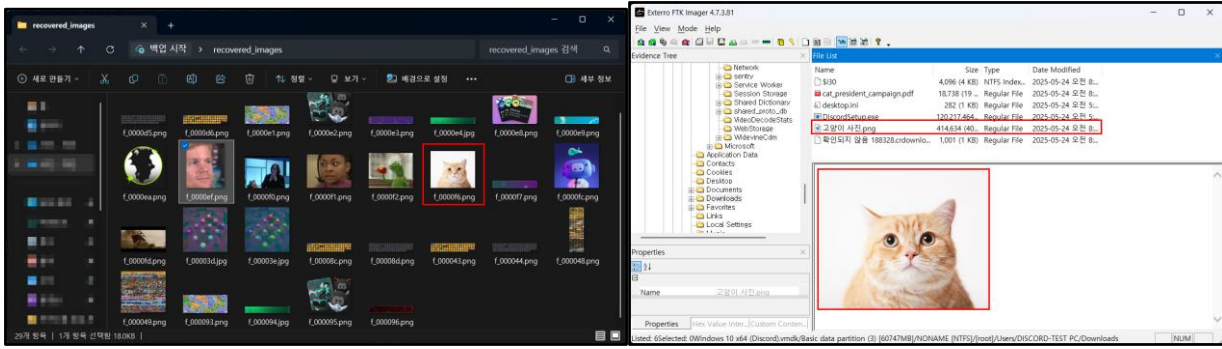 recovered_images
백업 시작 > recovered_images
recovered_images 검색
새로 만들기
정렬
보기
배경으로 설정
세부 정보
f_0000d5.png f_0000d6.png f_0000e1.png f_0000e2.png f_0000e3.png f_0000e4.jpg f_0000e8.png f_0000e9.png
f_0000ea.png f_0000ef.png f_0000f0.png f_0000f1.png f_0000f2.png f_0000f6.png f_0000f7.png f_0000fc.png
f_0000fd.png f_00003d.jpg f_00003e.jpg f_00008c.png f_00008d.png f_000043.png f_000044.png f_000048.png
f_000049.png f_000093.png f_000094.jpg f_000095.png f_000096.png
29개 항목 | 1개 항목 선택함 18.0KB |
Exterro FTK Imager 4.7.3.81
File View Mode Help
Evidence Tree
Network
sentry
Service Worker
Session Storage
Shared Dictionary
shared_proto_db
VideoDecodeStats
WebStorage
WidevineCdm
Microsoft
Application Data
Contacts
Cookies
Desktop
Documents
Downloads
Favorites
Links
Local Settings
File List
Name Size Type Date Modified
$I30 4,096 (4 KB) NTFS Index... 2025-05-24 오전 8:...
cat_president_campaign.pdf 18,738 (19 ... Regular File 2025-05-24 오전 8:...
desktop.ini 282 (1 KB) Regular File 2025-05-24 오전 5:...
DiscordSetup.exe 120,217,464... Regular File 2025-05-24 오전 5:...
고양이 사진.png 414,634 (40... Regular File 2025-05-24 오전 8:...
확인되지 않음 188328.crdownlo... 1,001 (1 KB) Regular File 2025-05-24 오전 8:...
Properties
Name 고양이 사진.png
Properties Hex Value Inter... Custom Conten...
Listed: 6Selected: 0Windows 10 x64 (Discord).vmdk/Basic data partition (3) [60747MB]/NONAME [NTFS]/[root]/Users/DISCORD-TEST PC/Downloads
NUM